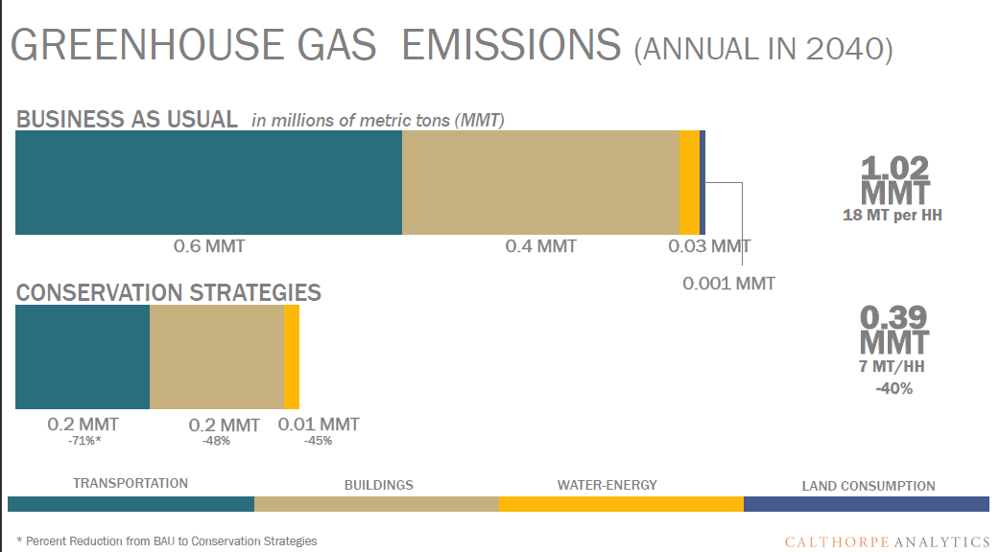 GREENHOUSE GAS EMISSIONS (ANNUAL IN 2040)
BUSINESS AS USUAL in millions of metric tons (MMT)
1.02
MMT
18 MT per HH
0.6 MMT 0.4 MMT 0.03 MMT
0.001 MMT
CONSERVATION STRATEGIES
0.39
MMT
7 MT/HH
-40%
0.2 MMT 0.2 MMT 0.01 MMT
-71%* -48% -45%
TRANSPORTATION BUILDINGS WATER-ENERGY LAND CONSUMPTION
* Percent Reduction from BAU to Conservation Strategies
CALTHORPE ANALYTICS